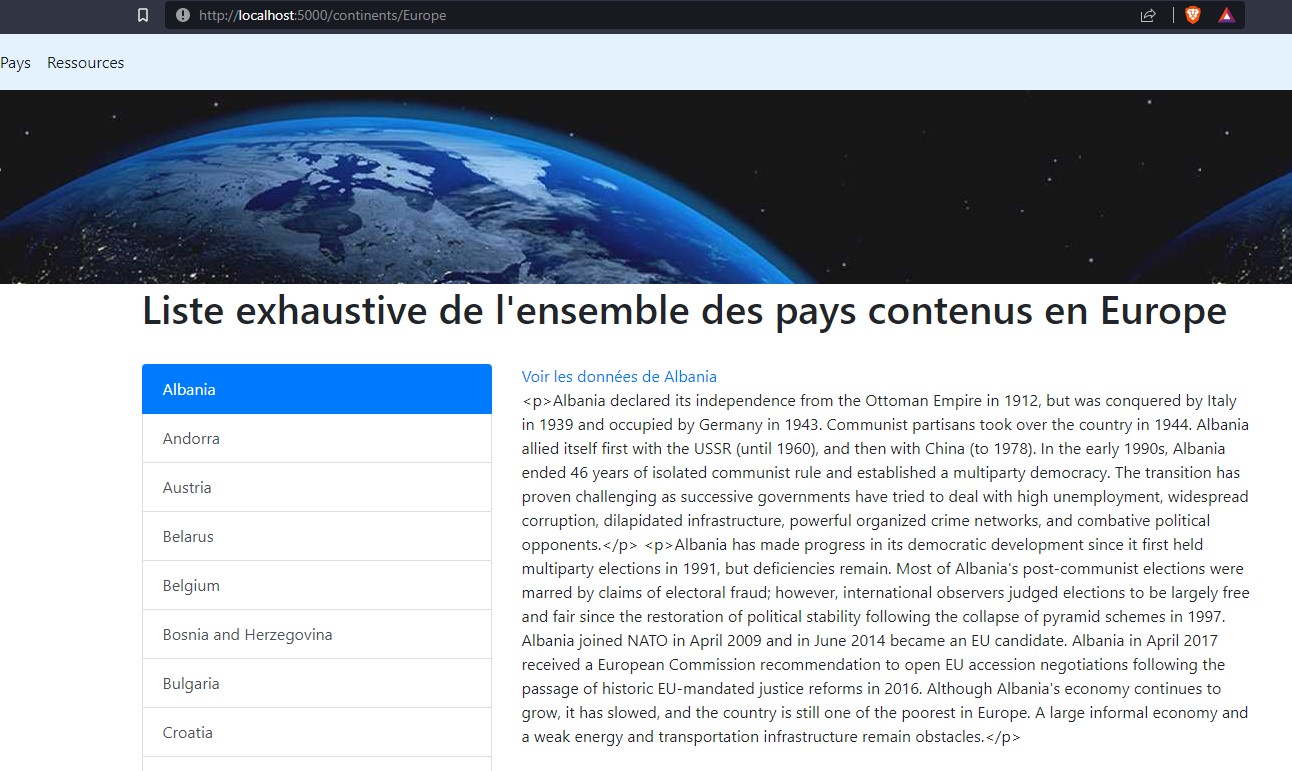 http://localhost:5000/continents/Europe
Pays Ressources
Liste exhaustive de l'ensemble des pays contenus en Europe
Albania
Andorra
Austria
Belarus
Belgium
Bosnia and Herzegovina
Bulgaria
Croatia
Voir les données de Albania
<p>Albania declared its independence from the Ottoman Empire in 1912, but was conquered by Italy
in 1939 and occupied by Germany in 1943. Communist partisans took over the country in 1944. Albania
allied itself first with the USSR (until 1960), and then with China (to 1978). In the early 1990s, Albania
ended 46 years of isolated communist rule and established a multiparty democracy. The transition has
proven challenging as successive governments have tried to deal with high unemployment, widespread
corruption, dilapidated infrastructure, powerful organized crime networks, and combative political
opponents.</p> <p>Albania has made progress in its democratic development since it first held
multiparty elections in 1991, but deficiencies remain. Most of Albania's post-communist elections were
marred by claims of electoral fraud; however, international observers judged elections to be largely free
and fair since the restoration of political stability following the collapse of pyramid schemes in 1997.
Albania joined NATO in April 2009 and in June 2014 became an EU candidate. Albania in April 2017
received a European Commission recommendation to open EU accession negotiations following the
passage of historic EU-mandated justice reforms in 2016. Although Albania's economy continues to
grow, it has slowed, and the country is still one of the poorest in Europe. A large informal economy and
a weak energy and transportation infrastructure remain obstacles.</p>